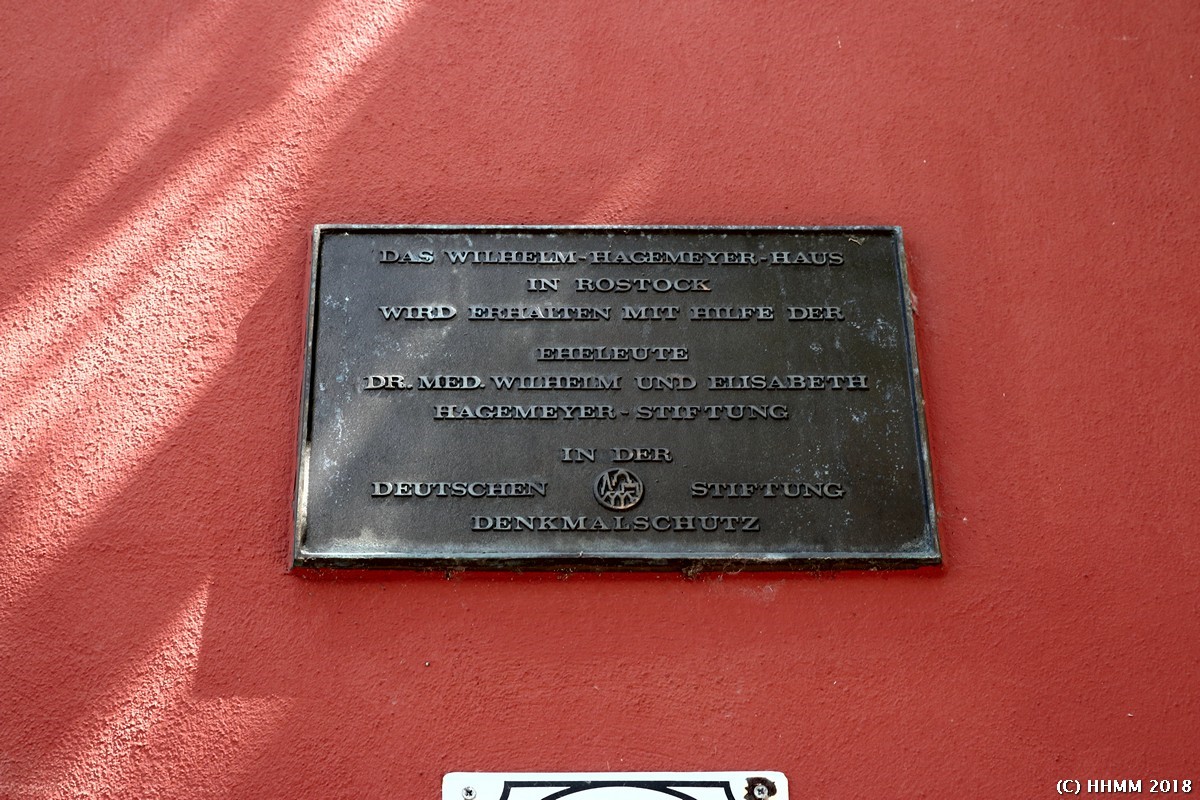 DAS WILHELM-HAGEMEYER-HAUS
IN ROSTOCK
WIRD ERHALTEN MIT HILFE DER
EHELEUTE
DR. MED. WILHELM UND ELISABETH
HAGEMEYER-STIFTUNG
IN DER
DEUTSCHEN STIFTUNG
DENKMALSCHUTZ
(C) HHMM 2018